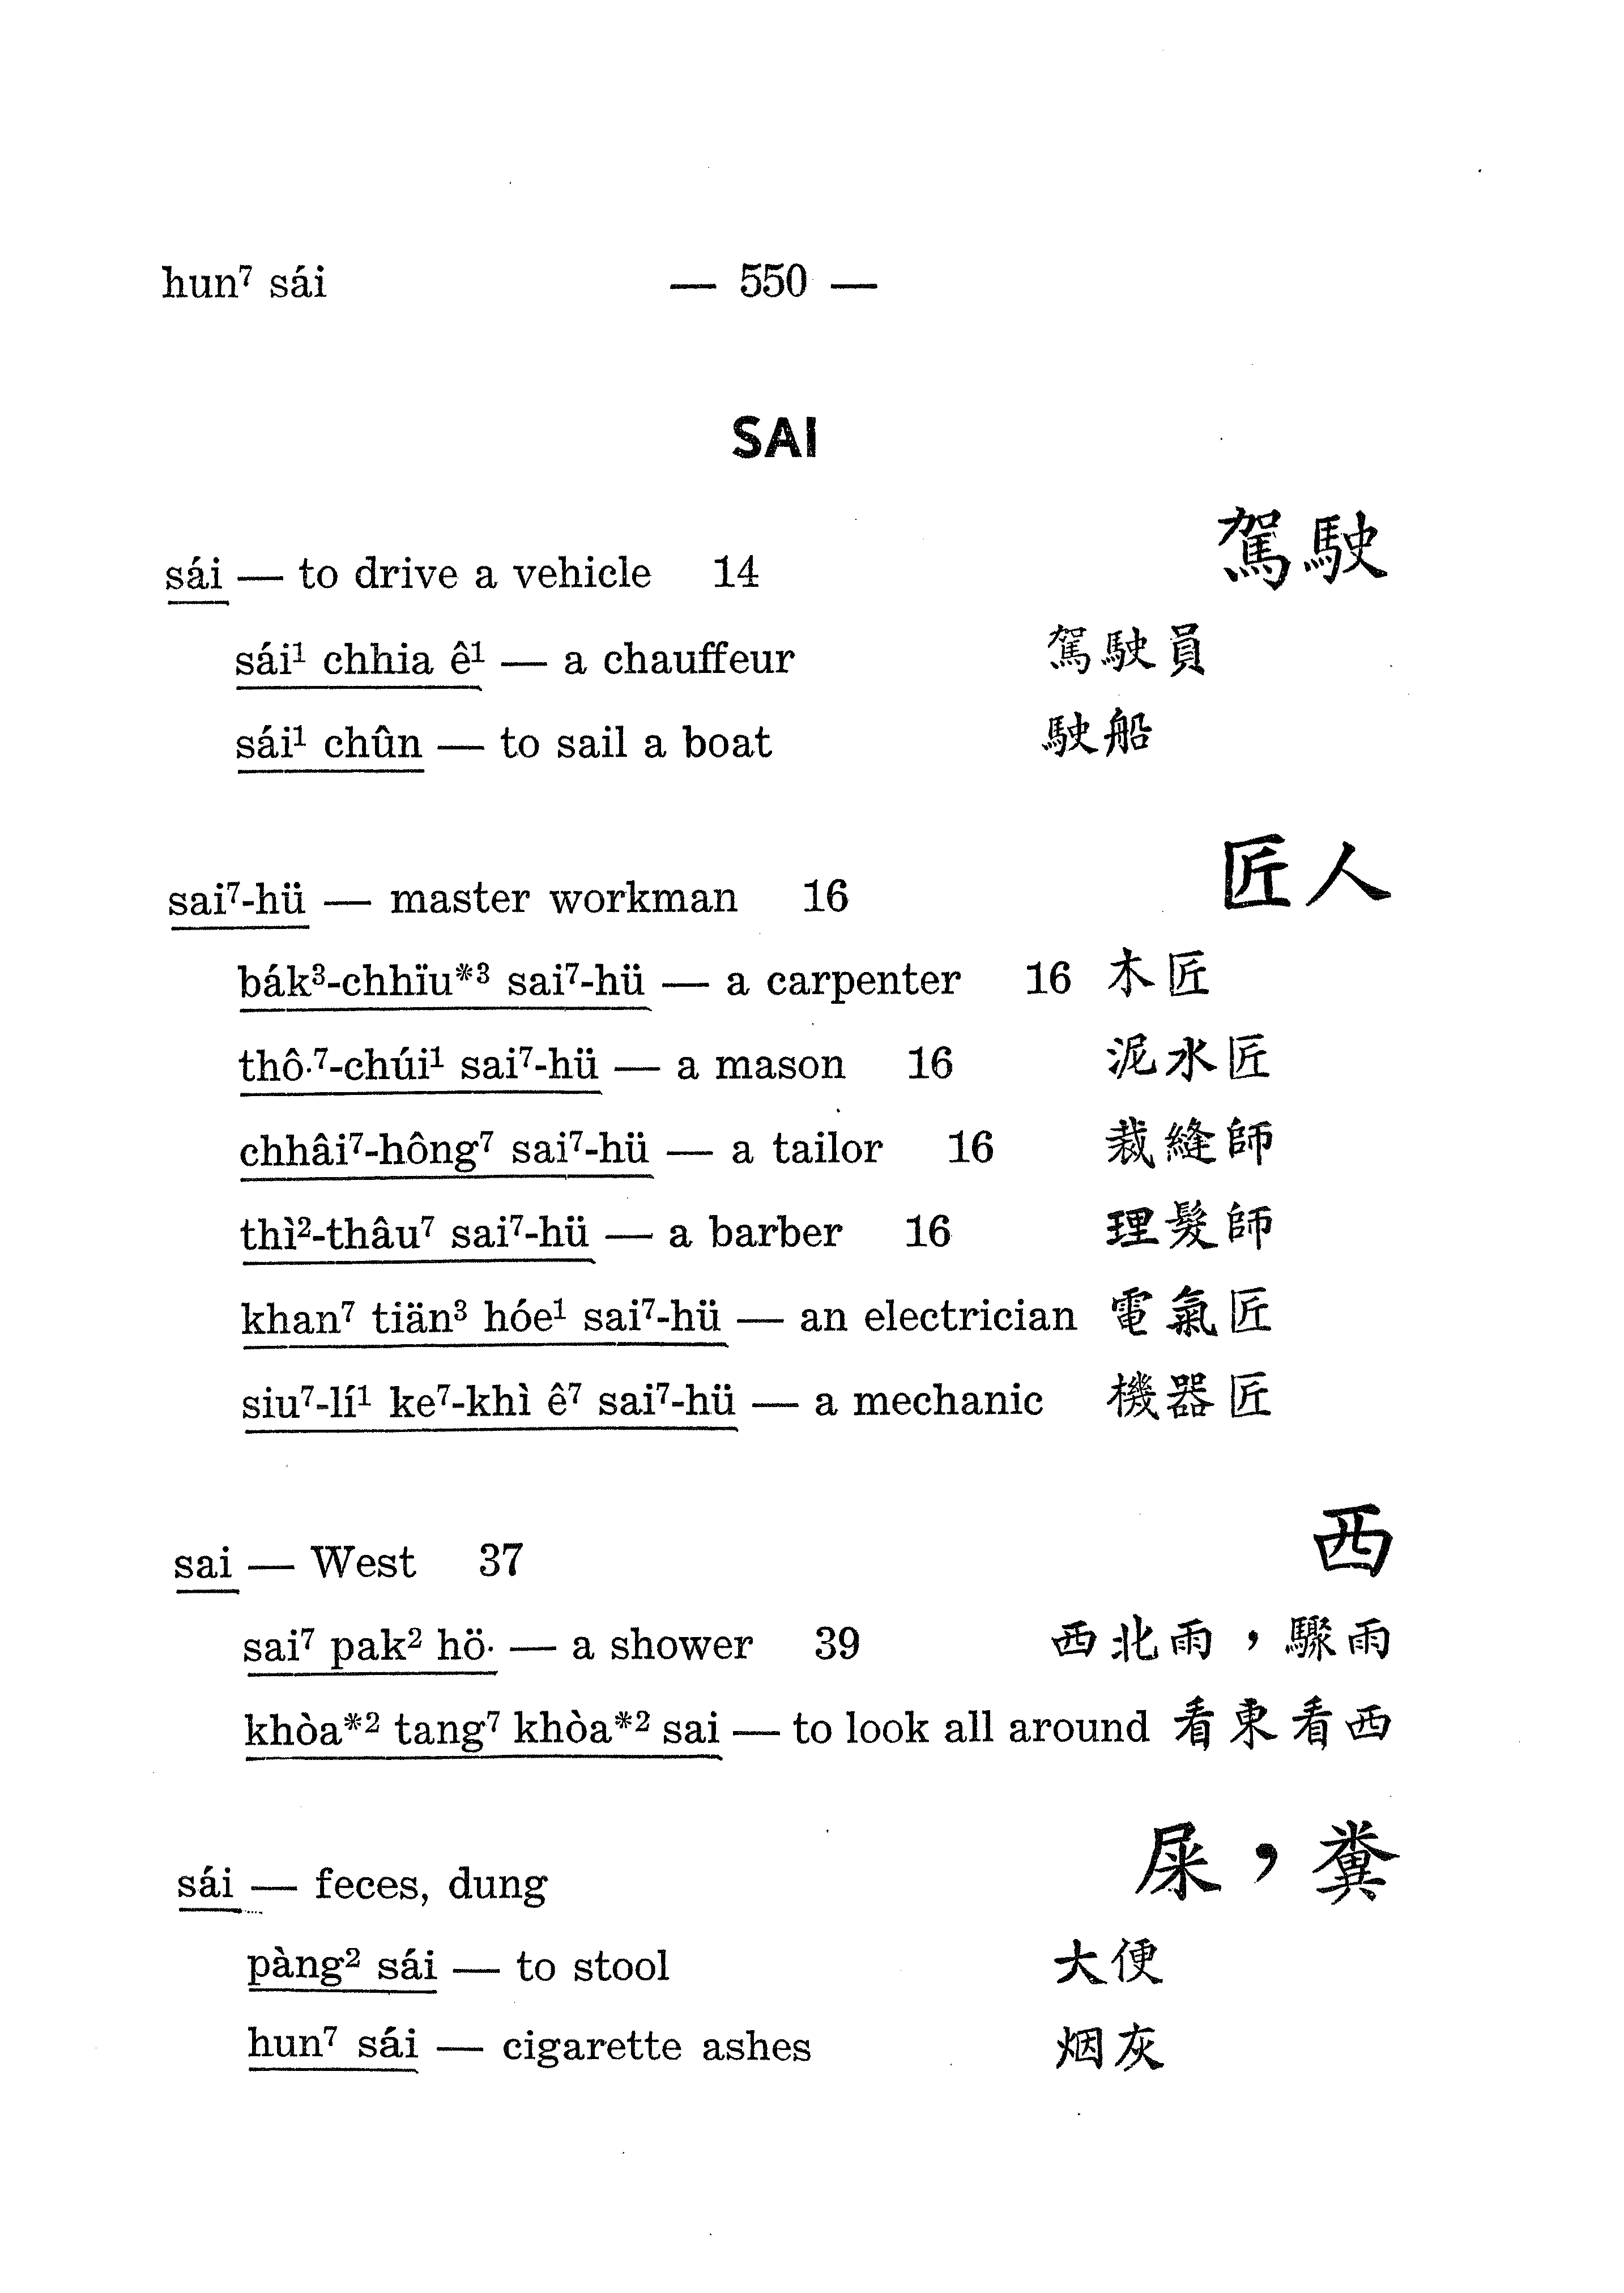 hun⁷ sái — 550 —
SAI
sái — to drive a vehicle 14 駕駛
sái¹ chhia ê¹ — a chauffeur 駕駛員
sái¹ chûn — to sail a boat 駛船
sai⁷-hü — master workman 16 匠人
bák³-chhïu*³ sai⁷-hü — a carpenter 16 木匠
thô·⁷-chúi¹ sai⁷-hü — a mason 16 泥水匠
chhâi⁷-hông⁷ sai⁷-hü — a tailor 16 裁縫師
thì²-thâu⁷ sai⁷-hü — a barber 16 理髮師
khan⁷ tiän³ hóe¹ sai⁷-hü — an electrician 電氣匠
siu⁷-lí¹ ke⁷-khì ê⁷ sai⁷-hü — a mechanic 機器匠
sai — West 37 西
sai⁷ pak² hö· — a shower 39 西北雨，驟雨
khòa*² tang⁷ khòa*² sai — to look all around 看東看西
sái — feces, dung 屎，糞
pàng² sái — to stool 大便
hun⁷ sái — cigarette ashes 烟灰